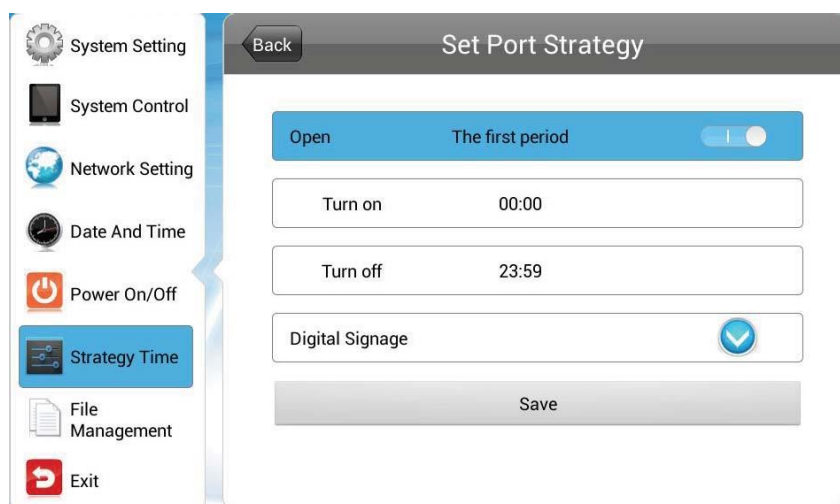 System Setting
System Control
Network Setting
Date And Time
Power On/Off
Strategy Time
File
Management
Exit
Back
Set Port Strategy
Open The first period
Turn on 00:00
Turn off 23:59
Digital Signage
Save